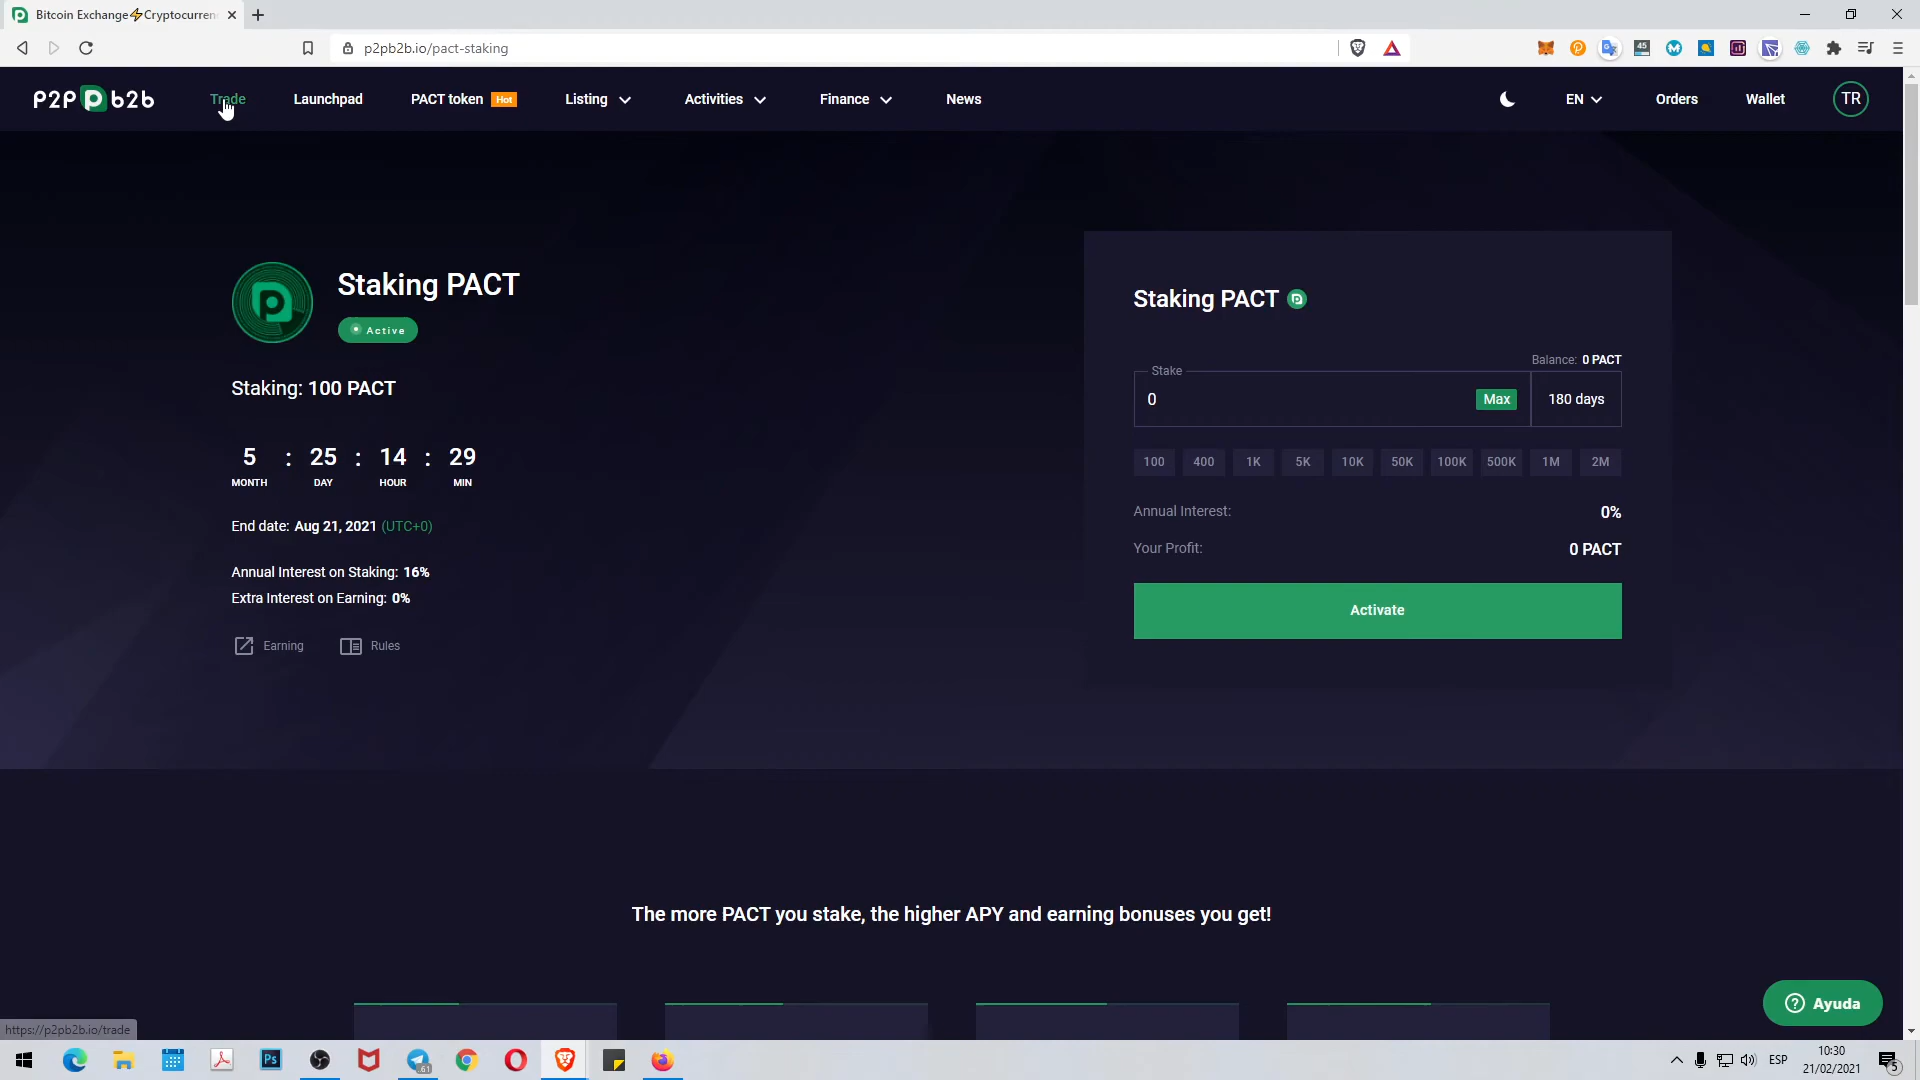 Bitcoin Exchange⚡Cryptocurren
p2pb2b.io/pact-staking
45
P2P b2b
Trade
Launchpad
PACT token Hot
Listing
Activities
Finance
News
EN
Orders
Wallet
TR
Staking PACT
Active
Staking: 100 PACT
5 : 25 : 14 : 29
MONTH DAY HOUR MIN
End date: Aug 21, 2021 (UTC+0)
Annual Interest on Staking: 16%
Extra Interest on Earning: 0%
Earning
Rules
Staking PACT
Balance: 0 PACT
Stake
0
Max
180 days
100 400 1K 5K 10K 50K 100K 500K 1M 2M
Annual Interest: 0%
Your Profit: 0 PACT
Activate
The more PACT you stake, the higher APY and earning bonuses you get!
Ayuda
https://p2pb2b.io/trade
Ps
61
ESP
10:30
21/02/2021
5